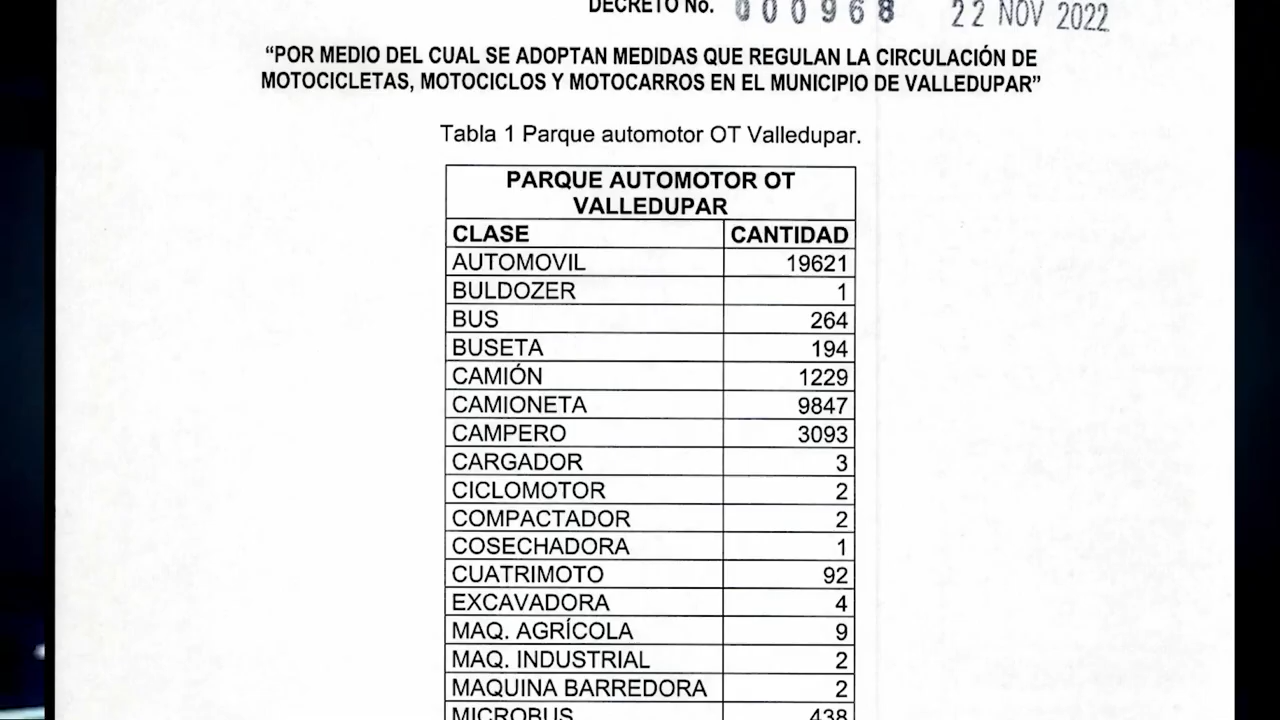 DECRETO No. 000968 22 NOV 2022
“POR MEDIO DEL CUAL SE ADOPTAN MEDIDAS QUE REGULAN LA CIRCULACIÓN DE
MOTOCICLETAS, MOTOCICLOS Y MOTOCARROS EN EL MUNICIPIO DE VALLEDUPAR”
Tabla 1 Parque automotor OT Valledupar.
PARQUE AUTOMOTOR OT
VALLEDUPAR
CLASE CANTIDAD
AUTOMOVIL 19621
BULDOZER 1
BUS 264
BUSETA 194
CAMIÓN 1229
CAMIONETA 9847
CAMPERO 3093
CARGADOR 3
CICLOMOTOR 2
COMPACTADOR 2
COSECHADORA 1
CUATRIMOTO 92
EXCAVADORA 4
MAQ. AGRÍCOLA 9
MAQ. INDUSTRIAL 2
MAQUINA BARREDORA 2
MICROBUS 438